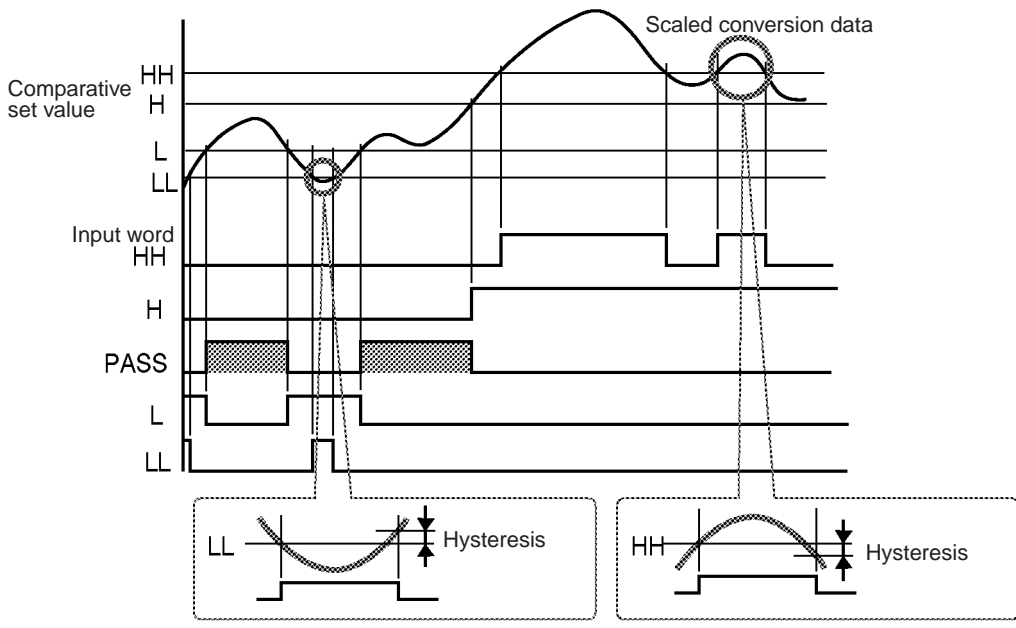 Scaled conversion data
Comparative
set value
HH
H
L
LL
Input word
HH
H
PASS
L
LL
LL
Hysteresis
HH
Hysteresis